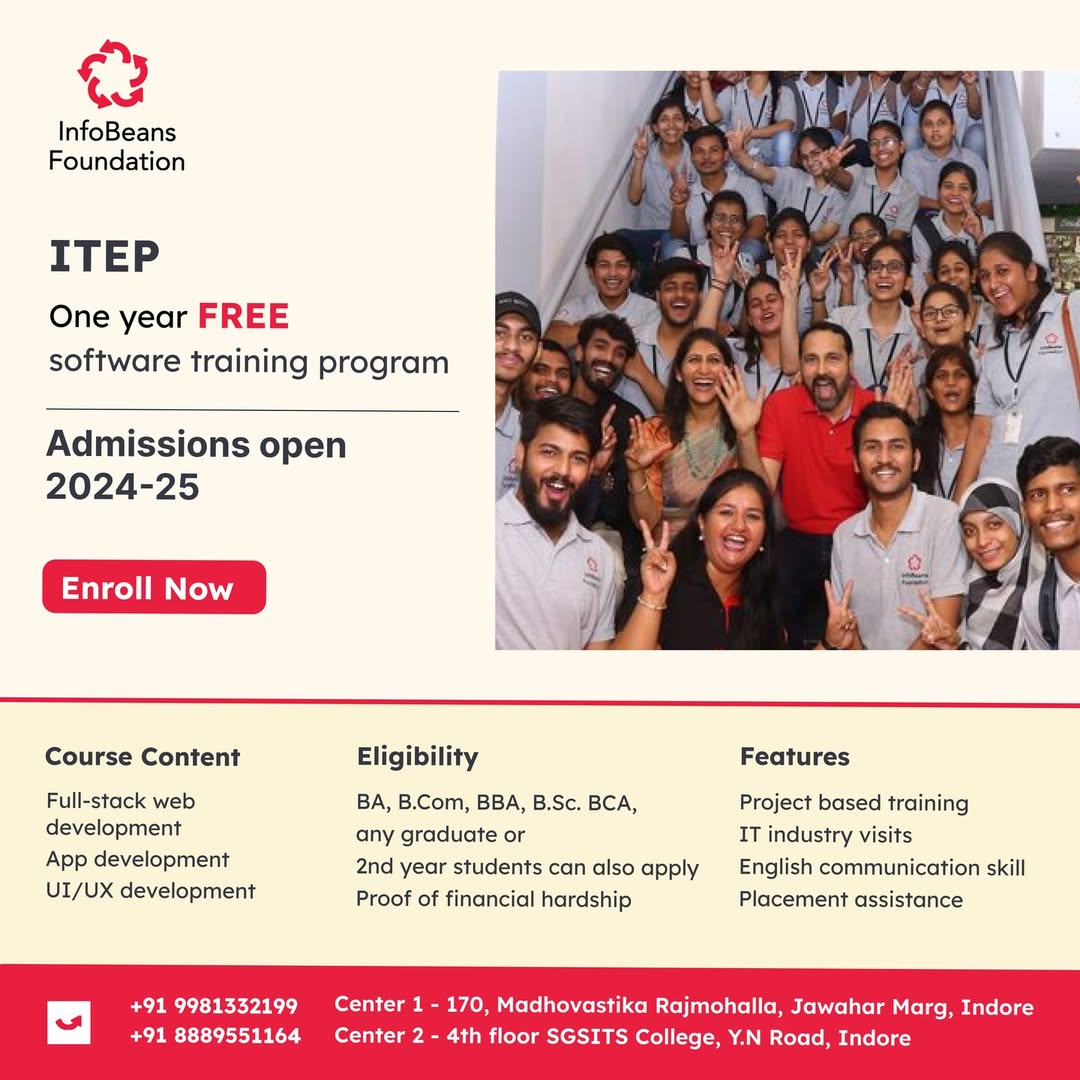 InfoBeans
Foundation
ITEP
One year FREE
software training program
Admissions open
2024-25
Enroll Now
InfoBeans
Foundation
InfoBeans
Foundation
Course Content
Full-stack web
development
App development
UI/UX development
Eligibility
BA, B.Com, BBA, B.Sc. BCA,
any graduate or
2nd year students can also apply
Proof of financial hardship
Features
Project based training
IT industry visits
English communication skill
Placement assistance
+91 9981332199
+91 8889551164
Center 1 - 170, Madhovastika Rajmohalla, Jawahar Marg, Indore
Center 2 - 4th floor SGSITS College, Y.N Road, Indore